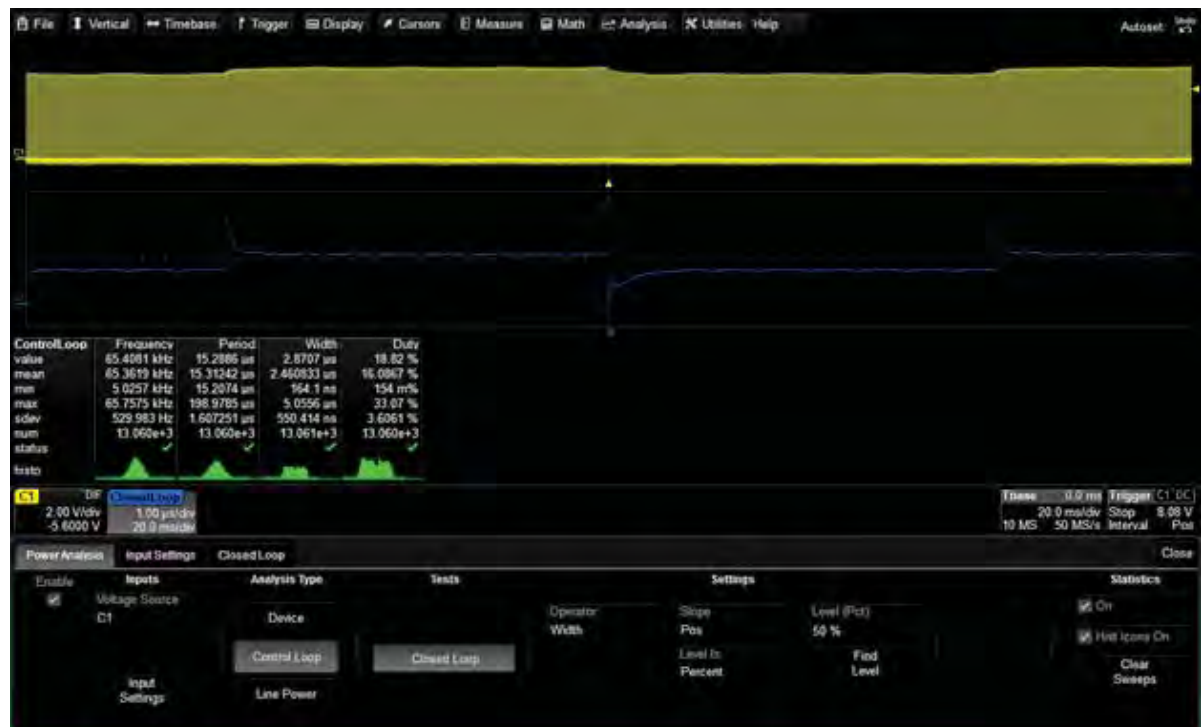 File Vertical Timebase Trigger Display Cursors Measure Math Analysis Utilities Help
Autoset Undo
C1
ControlLoop Frequency Period Width Duty
value 65.4081 kHz 15.2886 µs 2.8707 µs 18.82 %
mean 65.3619 kHz 15.31242 µs 2.460833 µs 16.0867 %
min 5.0257 kHz 15.2074 µs 164.1 ns 154 m%
max 65.7575 kHz 198.9785 µs 5.0556 µs 33.07 %
sdev 529.983 Hz 1.607251 µs 550.414 ns 3.6061 %
num 13.060e+3 13.060e+3 13.061e+3 13.060e+3
status
histo
C1 DIF ClosedLoop
2.00 V/div 1.00 µs/div
-5.6000 V 20.0 ms/div
Tbase 0.0 ms Trigger C1 DC
20.0 ms/div Stop 8.08 V
10 MS 50 MS/s Interval Pos
Power Analysis Input Settings Closed Loop Close
Enable Inputs Analysis Type Tests Settings Statistics
Voltage Source
C1
Device
Operator
Width
Slope
Pos
Level (Pct)
50 %
On
Control Loop
Closed Loop
Level Is
Percent
Find
Level
Hist Icons On
Input
Settings
Line Power
Clear
Sweeps